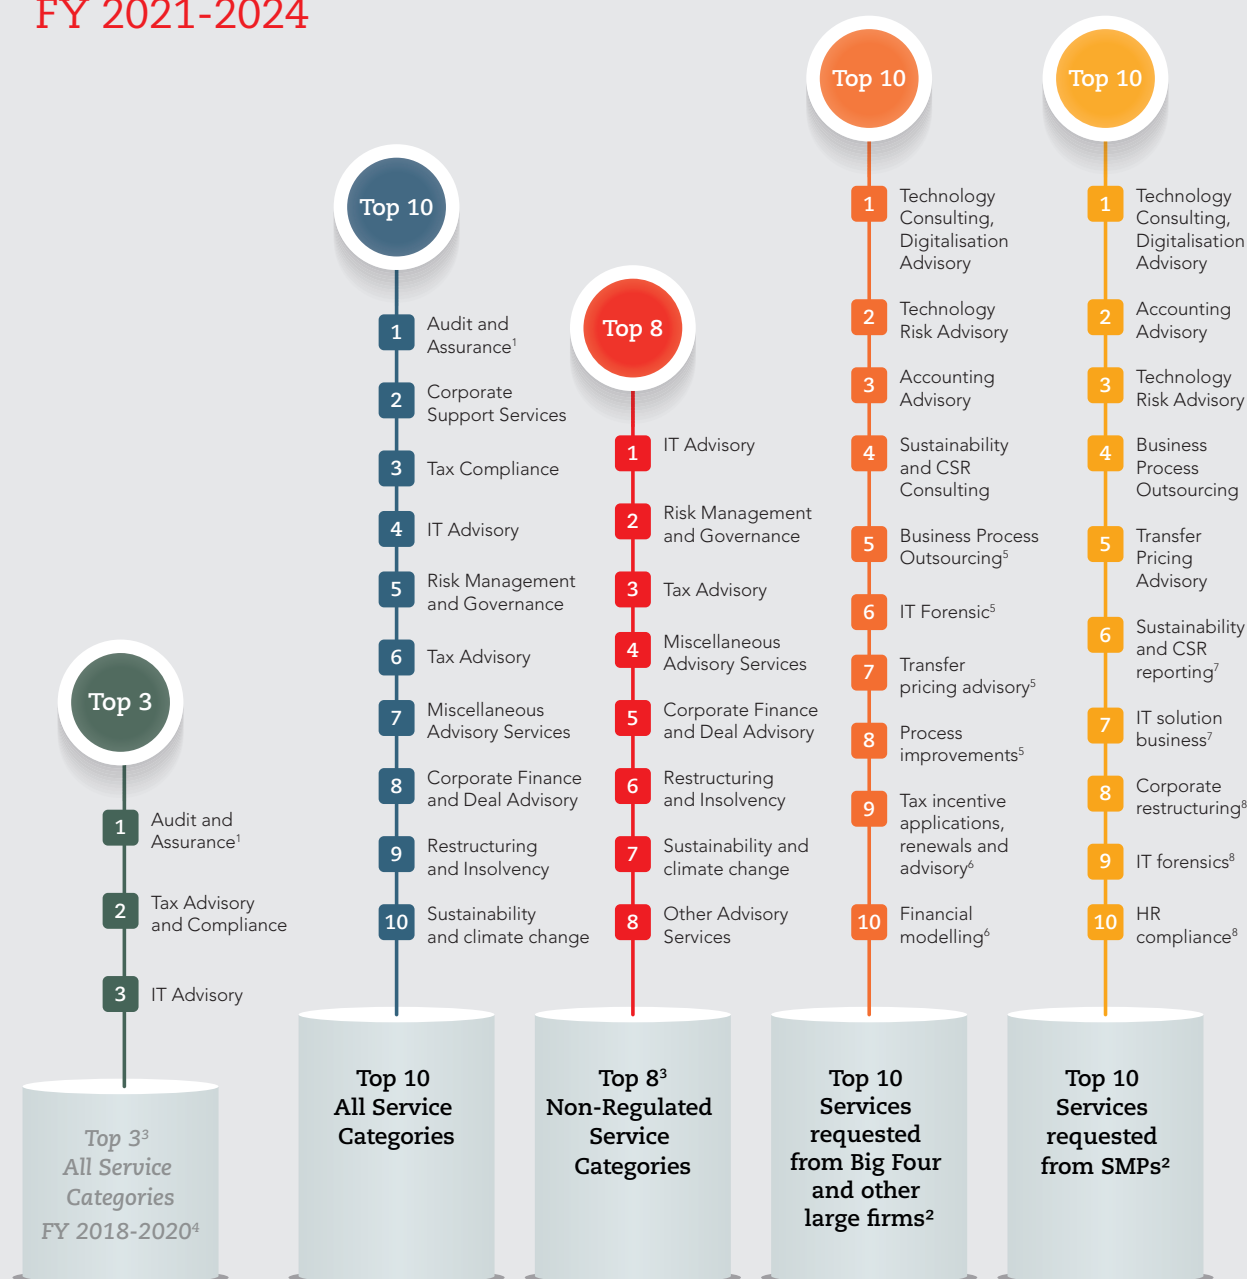 FY 2021-2024
Top 3
1
Audit and
Assurance¹
2
Tax Advisory
and Compliance
3
IT Advisory
Top 3³
All Service
Categories
FY 2018-2020⁴
Top 10
1
Audit and
Assurance¹
2
Corporate
Support Services
3
Tax Compliance
4
IT Advisory
5
Risk Management
and Governance
6
Tax Advisory
7
Miscellaneous
Advisory Services
8
Corporate Finance
and Deal Advisory
9
Restructuring
and Insolvency
10
Sustainability
and climate change
Top 10
All Service
Categories
Top 8
1
IT Advisory
2
Risk Management
and Governance
3
Tax Advisory
4
Miscellaneous
Advisory Services
5
Corporate Finance
and Deal Advisory
6
Restructuring
and Insolvency
7
Sustainability and
climate change
8
Other Advisory
Services
Top 8³
Non-Regulated
Service
Categories
Top 10
1
Technology
Consulting,
Digitalisation
Advisory
2
Technology
Risk Advisory
3
Accounting
Advisory
4
Sustainability
and CSR
Consulting
5
Business Process
Outsourcing⁵
6
IT Forensic⁵
7
Transfer
pricing advisory⁵
8
Process
improvements⁵
9
Tax incentive
applications,
renewals and
advisory⁶
10
Financial
modelling⁶
Top 10
Services
requested
from Big Four
and other
large firms²
Top 10
1
Technology
Consulting,
Digitalisation
Advisory
2
Accounting
Advisory
3
Technology
Risk Advisory
4
Business
Process
Outsourcing
5
Transfer
Pricing
Advisory
6
Sustainability
and CSR
reporting⁷
7
IT solution
business⁷
8
Corporate
restructuring⁸
9
IT forensics⁸
10
HR
compliance⁸
Top 10
Services
requested
from SMPs²